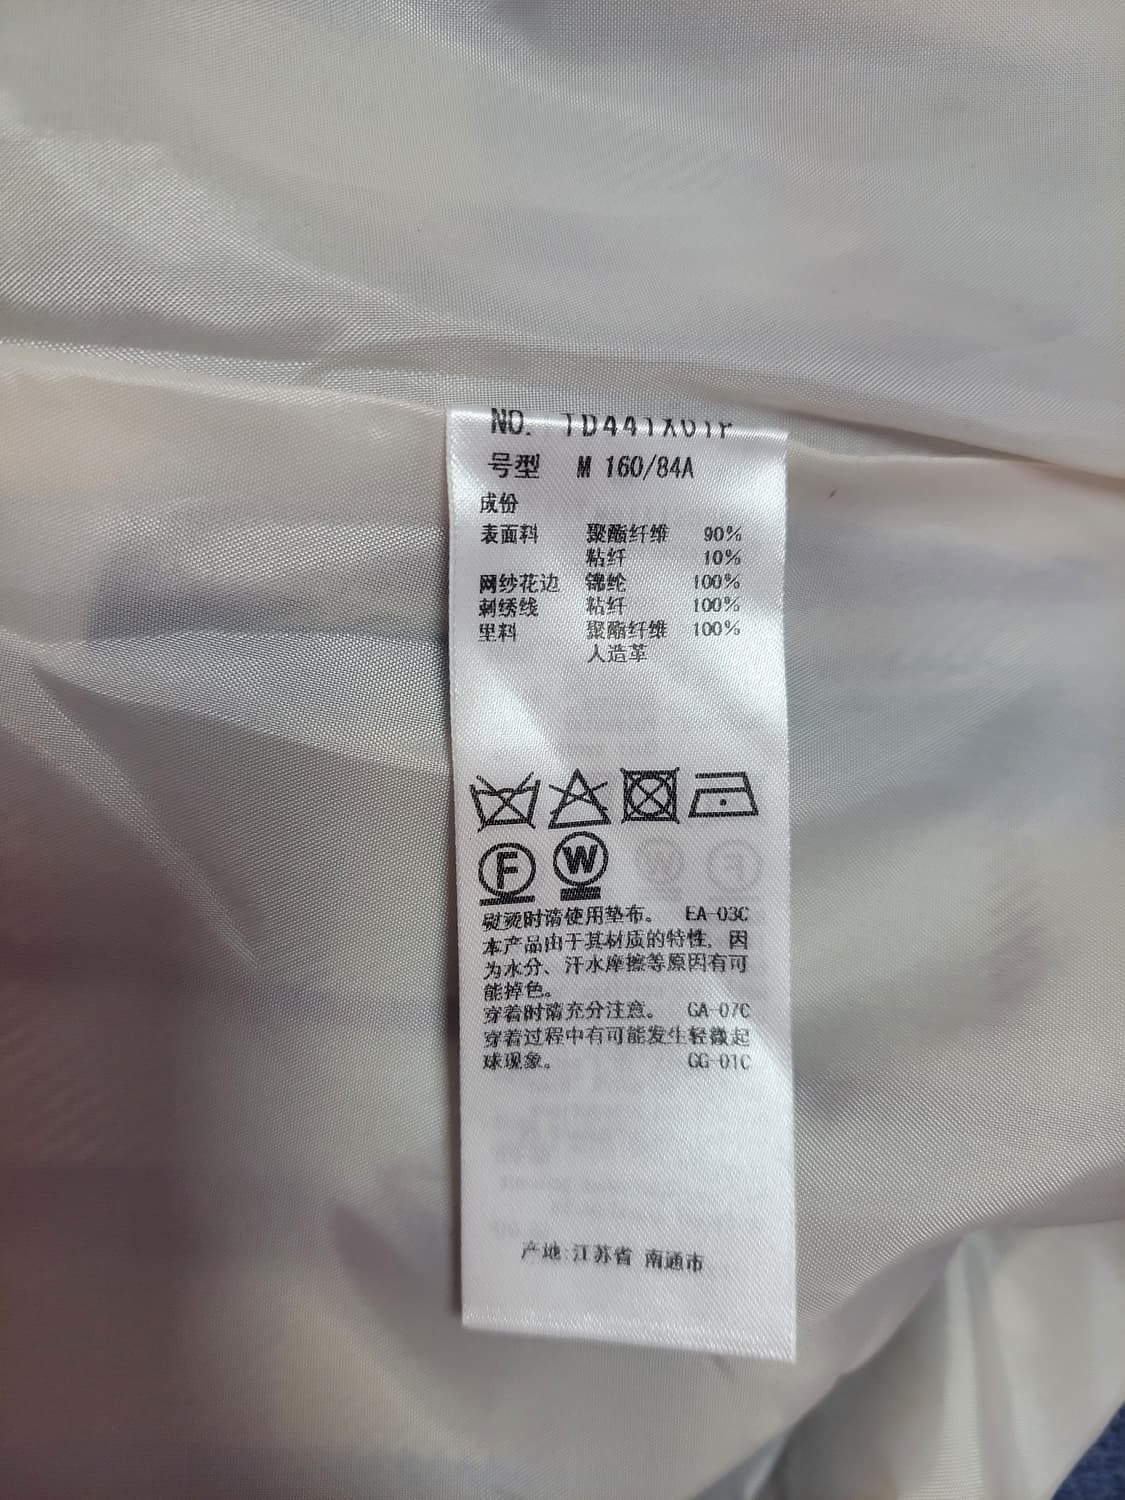 NO. TD441X01P
号型 M 160/84A
成份
表面料 聚酯纤维 90%
粘纤 10%
网纱花边 锦纶 100%
刺绣线 粘纤 100%
里料 聚酯纤维 100%
人造革
F W
熨烫时请使用垫布。 EA-03C
本产品由于其材质的特性，因
为水分、汗水摩擦等原因有可
能掉色。
穿着时请充分注意。 GA-07C
穿着过程中有可能发生轻微起
球现象。 GG-01C
产地:江苏省 南通市